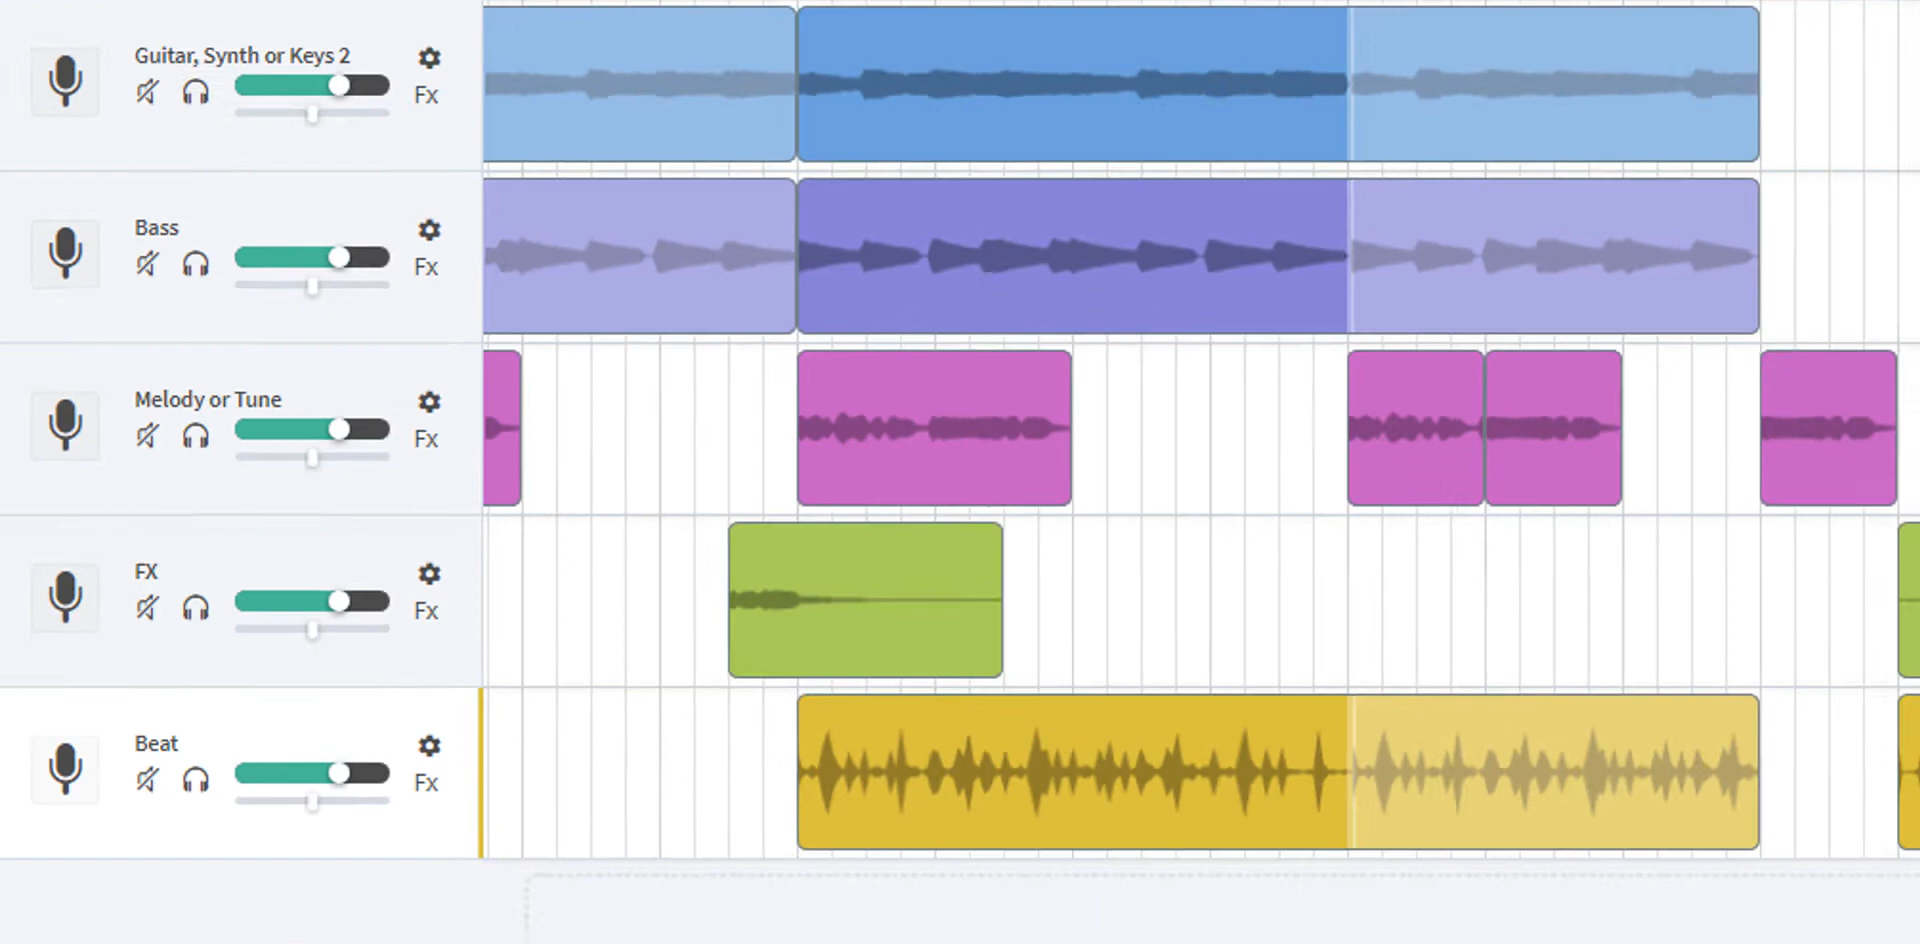 Guitar, Synth or Keys 2
Fx
Bass
Fx
Melody or Tune
Fx
FX
Fx
Beat
Fx